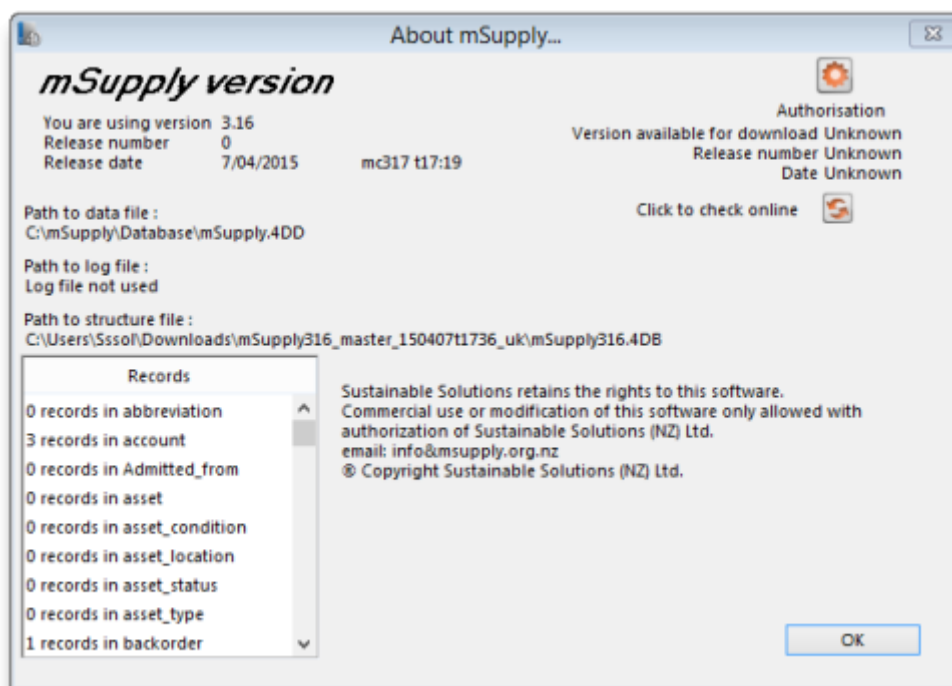 About mSupply...
mSupply version
You are using version 3.16
Release number 0
Release date 7/04/2015 mc317 t17:19
Authorisation
Version available for download Unknown
Release number Unknown
Date Unknown
Click to check online
Path to data file :
C:\mSupply\Database\mSupply.4DD
Path to log file :
Log file not used
Path to structure file :
C:\Users\Sssol\Downloads\mSupply316_master_150407t1736_uk\mSupply316.4DB
Records
0 records in abbreviation
3 records in account
0 records in Admitted_from
0 records in asset
0 records in asset_condition
0 records in asset_location
0 records in asset_status
0 records in asset_type
1 records in backorder
Sustainable Solutions retains the rights to this software.
Commercial use or modification of this software only allowed with
authorization of Sustainable Solutions (NZ) Ltd.
email: info@msupply.org.nz
® Copyright Sustainable Solutions (NZ) Ltd.
OK